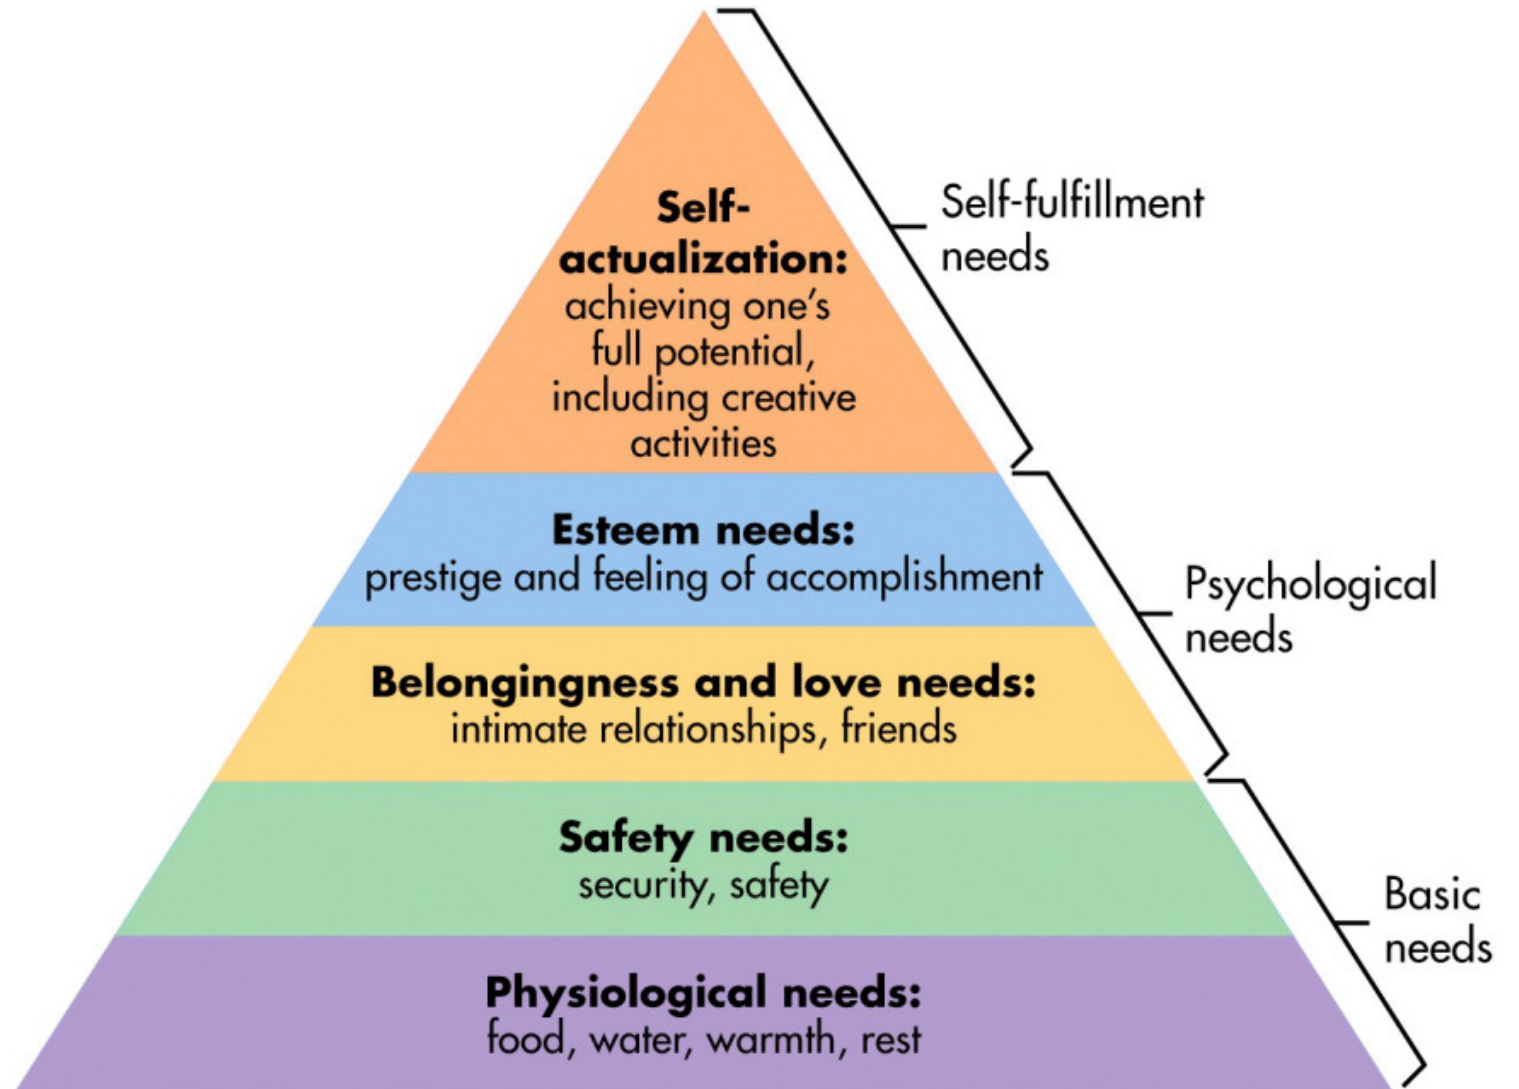 Self-
actualization:
achieving one's
full potential,
including creative
activities
Self-fulfillment
needs
Esteem needs:
prestige and feeling of accomplishment
Psychological
needs
Belongingness and love needs:
intimate relationships, friends
Safety needs:
security, safety
Basic
needs
Physiological needs:
food, water, warmth, rest